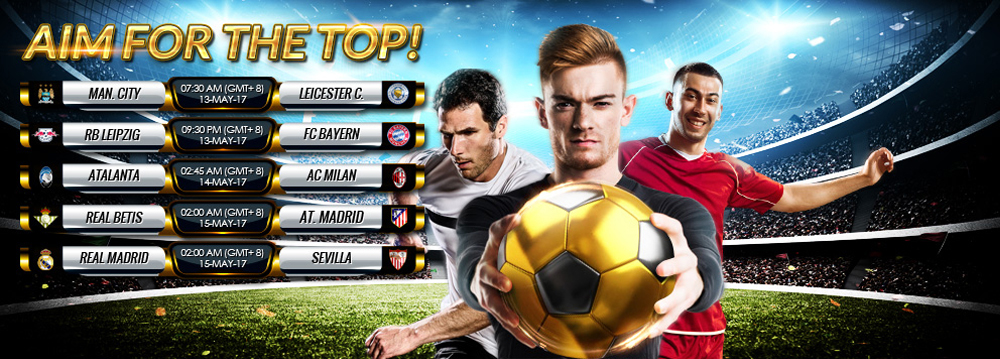 AIM FOR THE TOP!
MAN. CITY 07:30 AM (GMT+ 8) LEICESTER C.
13-MAY-17
RB LEIPZIG 09:30 PM (GMT+ 8) FC BAYERN
13-MAY-17
ATALANTA 02:45 AM (GMT+ 8) AC MILAN
14-MAY-17
REAL BETIS 02:00 AM (GMT+ 8) AT. MADRID
15-MAY-17
REAL MADRID 02:00 AM (GMT+ 8) SEVILLA
15-MAY-17